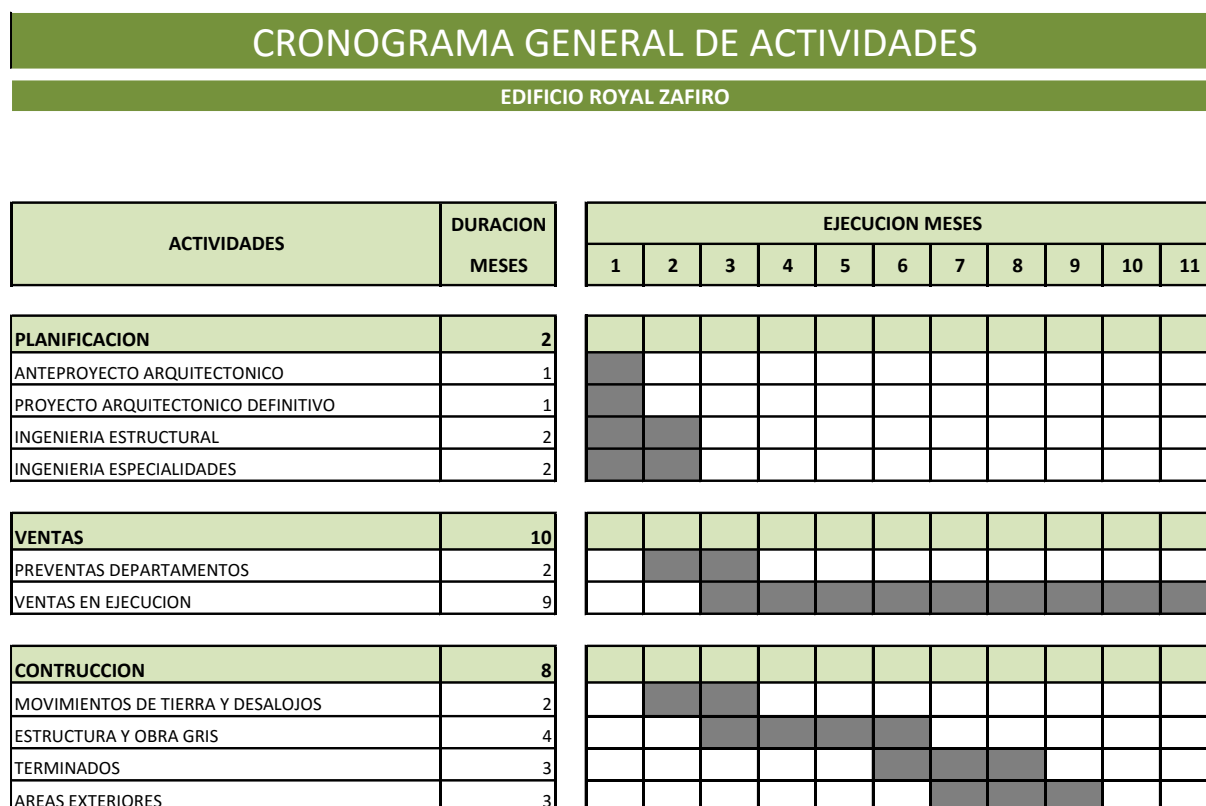 CRONOGRAMA GENERAL DE ACTIVIDADES
EDIFICIO ROYAL ZAFIRO
ACTIVIDADES DURACION MESES EJECUCION MESES
1 2 3 4 5 6 7 8 9 10 11
PLANIFICACION 2
ANTEPROYECTO ARQUITECTONICO 1
PROYECTO ARQUITECTONICO DEFINITIVO 1
INGENIERIA ESTRUCTURAL 2
INGENIERIA ESPECIALIDADES 2
VENTAS 10
PREVENTAS DEPARTAMENTOS 2
VENTAS EN EJECUCION 9
CONTRUCCION 8
MOVIMIENTOS DE TIERRA Y DESALOJOS 2
ESTRUCTURA Y OBRA GRIS 4
TERMINADOS 3
AREAS EXTERIORES 3